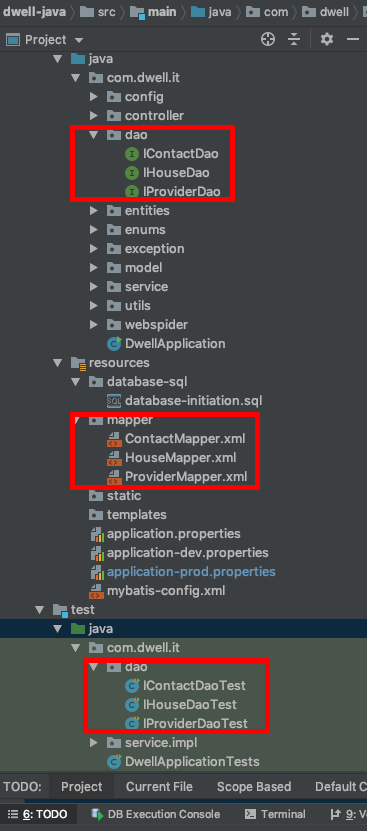 dwell-java src main java com dwell
Project
java
com.dwell.it
config
controller
dao
IContactDao
IHouseDao
IProviderDao
entities
enums
exception
model
service
utils
webspider
DwellApplication
resources
database-sql
SQL database-initiation.sql
mapper
ContactMapper.xml
HouseMapper.xml
ProviderMapper.xml
static
templates
application.properties
application-dev.properties
application-prod.properties
mybatis-config.xml
test
java
com.dwell.it
dao
IContactDaoTest
IHouseDaoTest
IProviderDaoTest
service.impl
DwellApplicationTests
TODO: Project Current File Scope Based Default C
6: TODO DB Execution Console Terminal 9: Ve